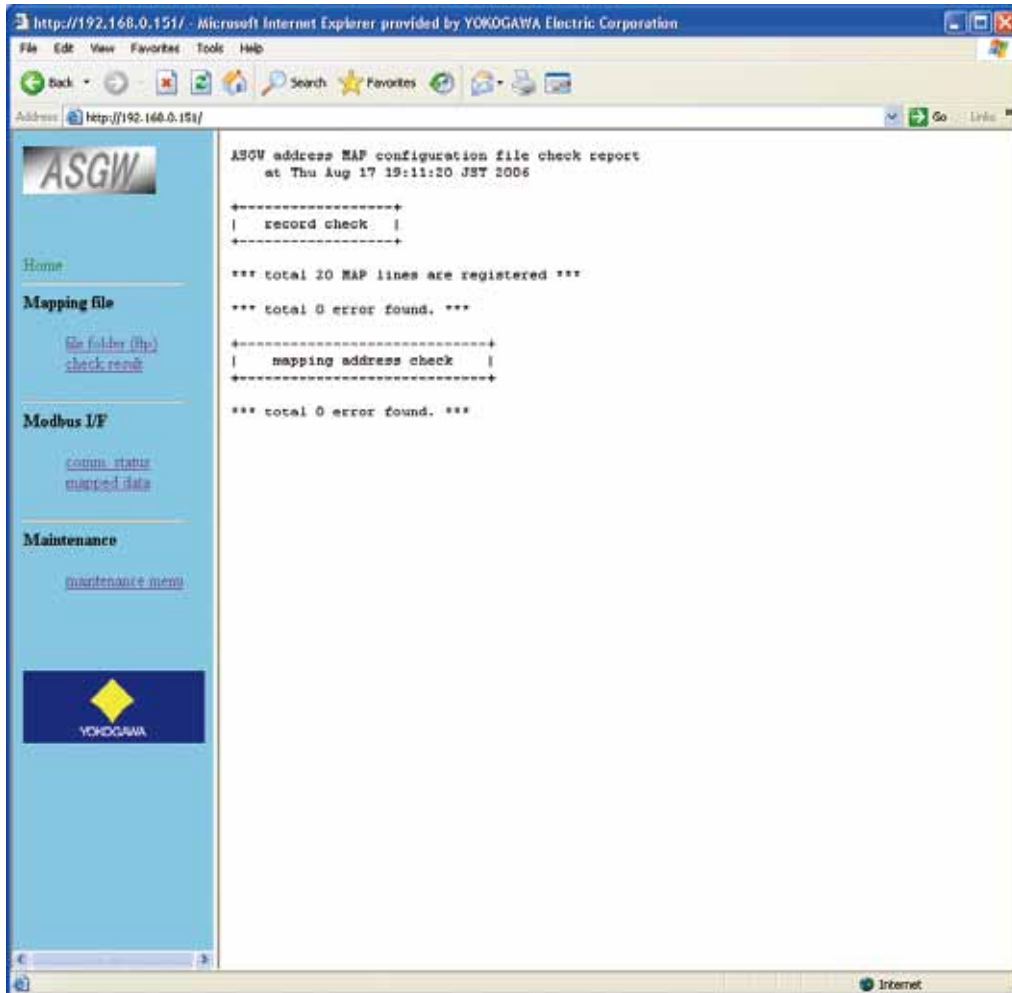 http://192.168.0.151/ - Microsoft Internet Explorer provided by YOKOGAWA Electric Corporation
File Edit View Favorites Tools Help
Back Search Favorites
Address http://192.168.0.151/ Go Links »
ASGW
Home
Mapping file
file folder (ftp)
check result
Modbus I/F
comm. status
mapped data
Maintenance
maintenance menu
YOKOGAWA
ASGW address MAP configuration file check report
at Thu Aug 17 19:11:20 JST 2006
+------------------+
| record check |
+------------------+
*** total 20 MAP lines are registered ***
*** total 0 error found. ***
+-----------------------------+
| mapping address check |
+-----------------------------+
*** total 0 error found. ***
Internet